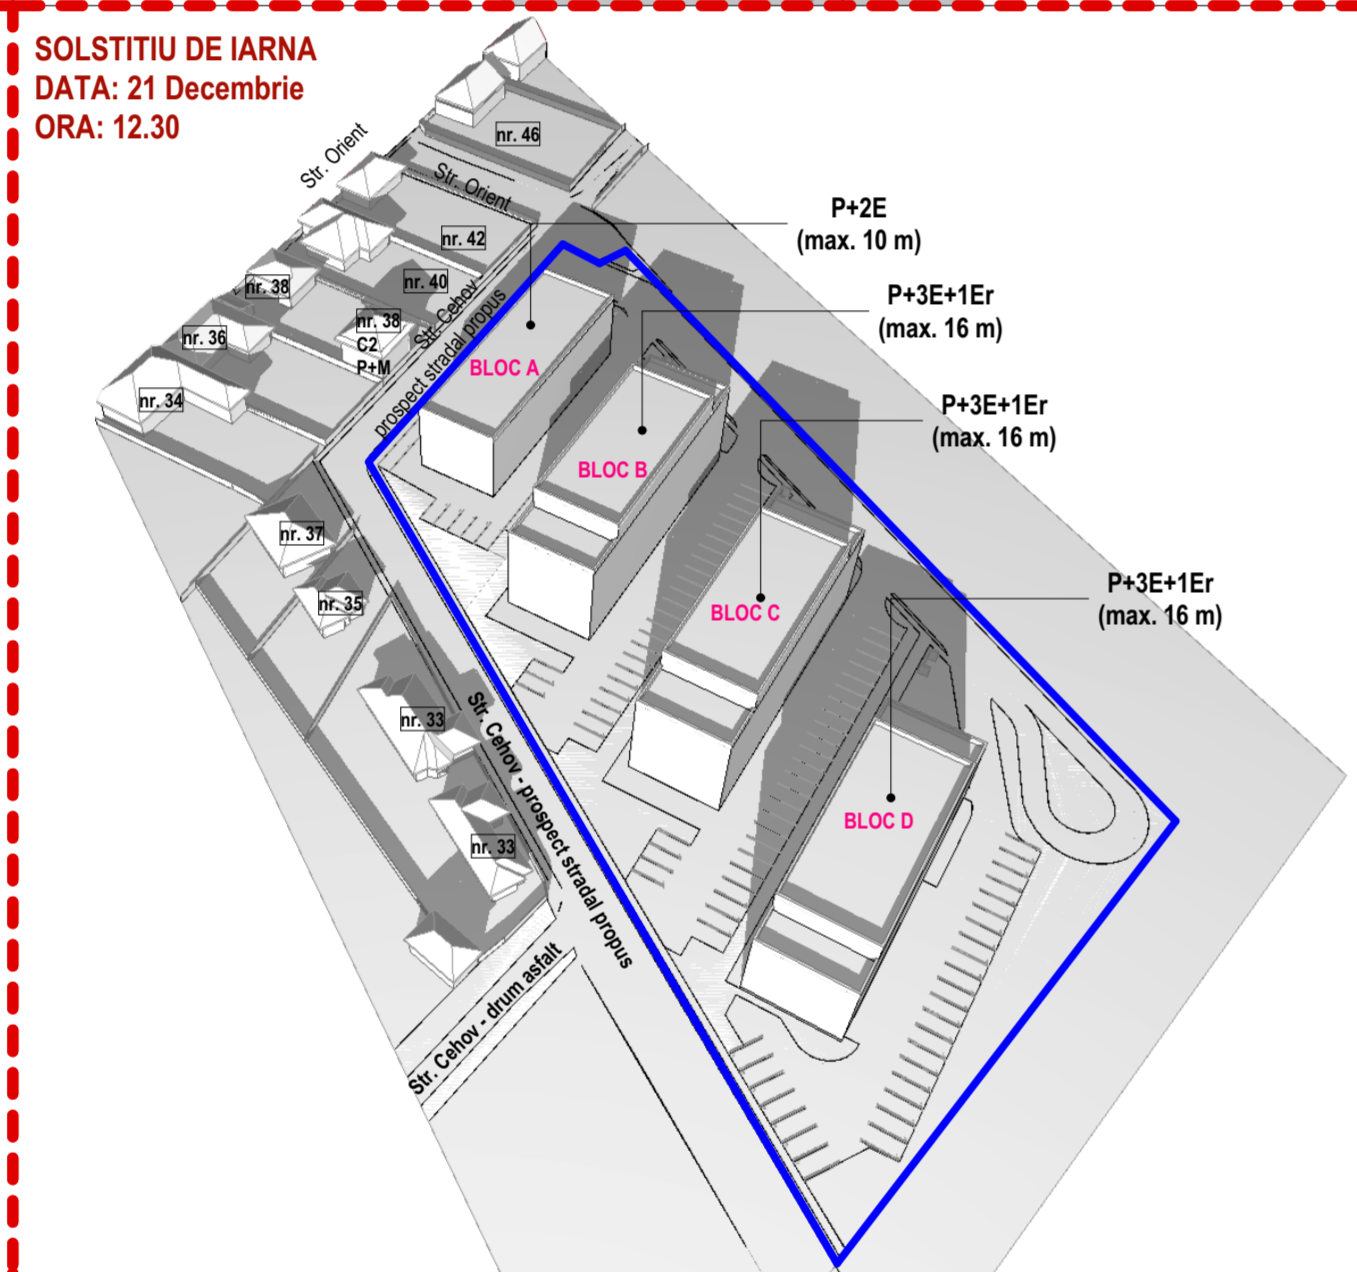 SOLSTITIU DE IARNA
DATA: 21 Decembrie
ORA: 12.30
nr. 46
Str. Orient
Str. Orient
P+2E
(max. 10 m)
nr. 42
nr. 40
nr. 38
P+3E+1Er
(max. 16 m)
nr. 38
C2
P+M
nr. 36
Str. Cehov -
prospect stradal propus
BLOC A
nr. 34
P+3E+1Er
(max. 16 m)
BLOC B
nr. 37
nr. 35
P+3E+1Er
(max. 16 m)
BLOC C
nr. 33
Str. Cehov - prospect stradal propus
BLOC D
nr. 33
Str. Cehov - drum asfalt